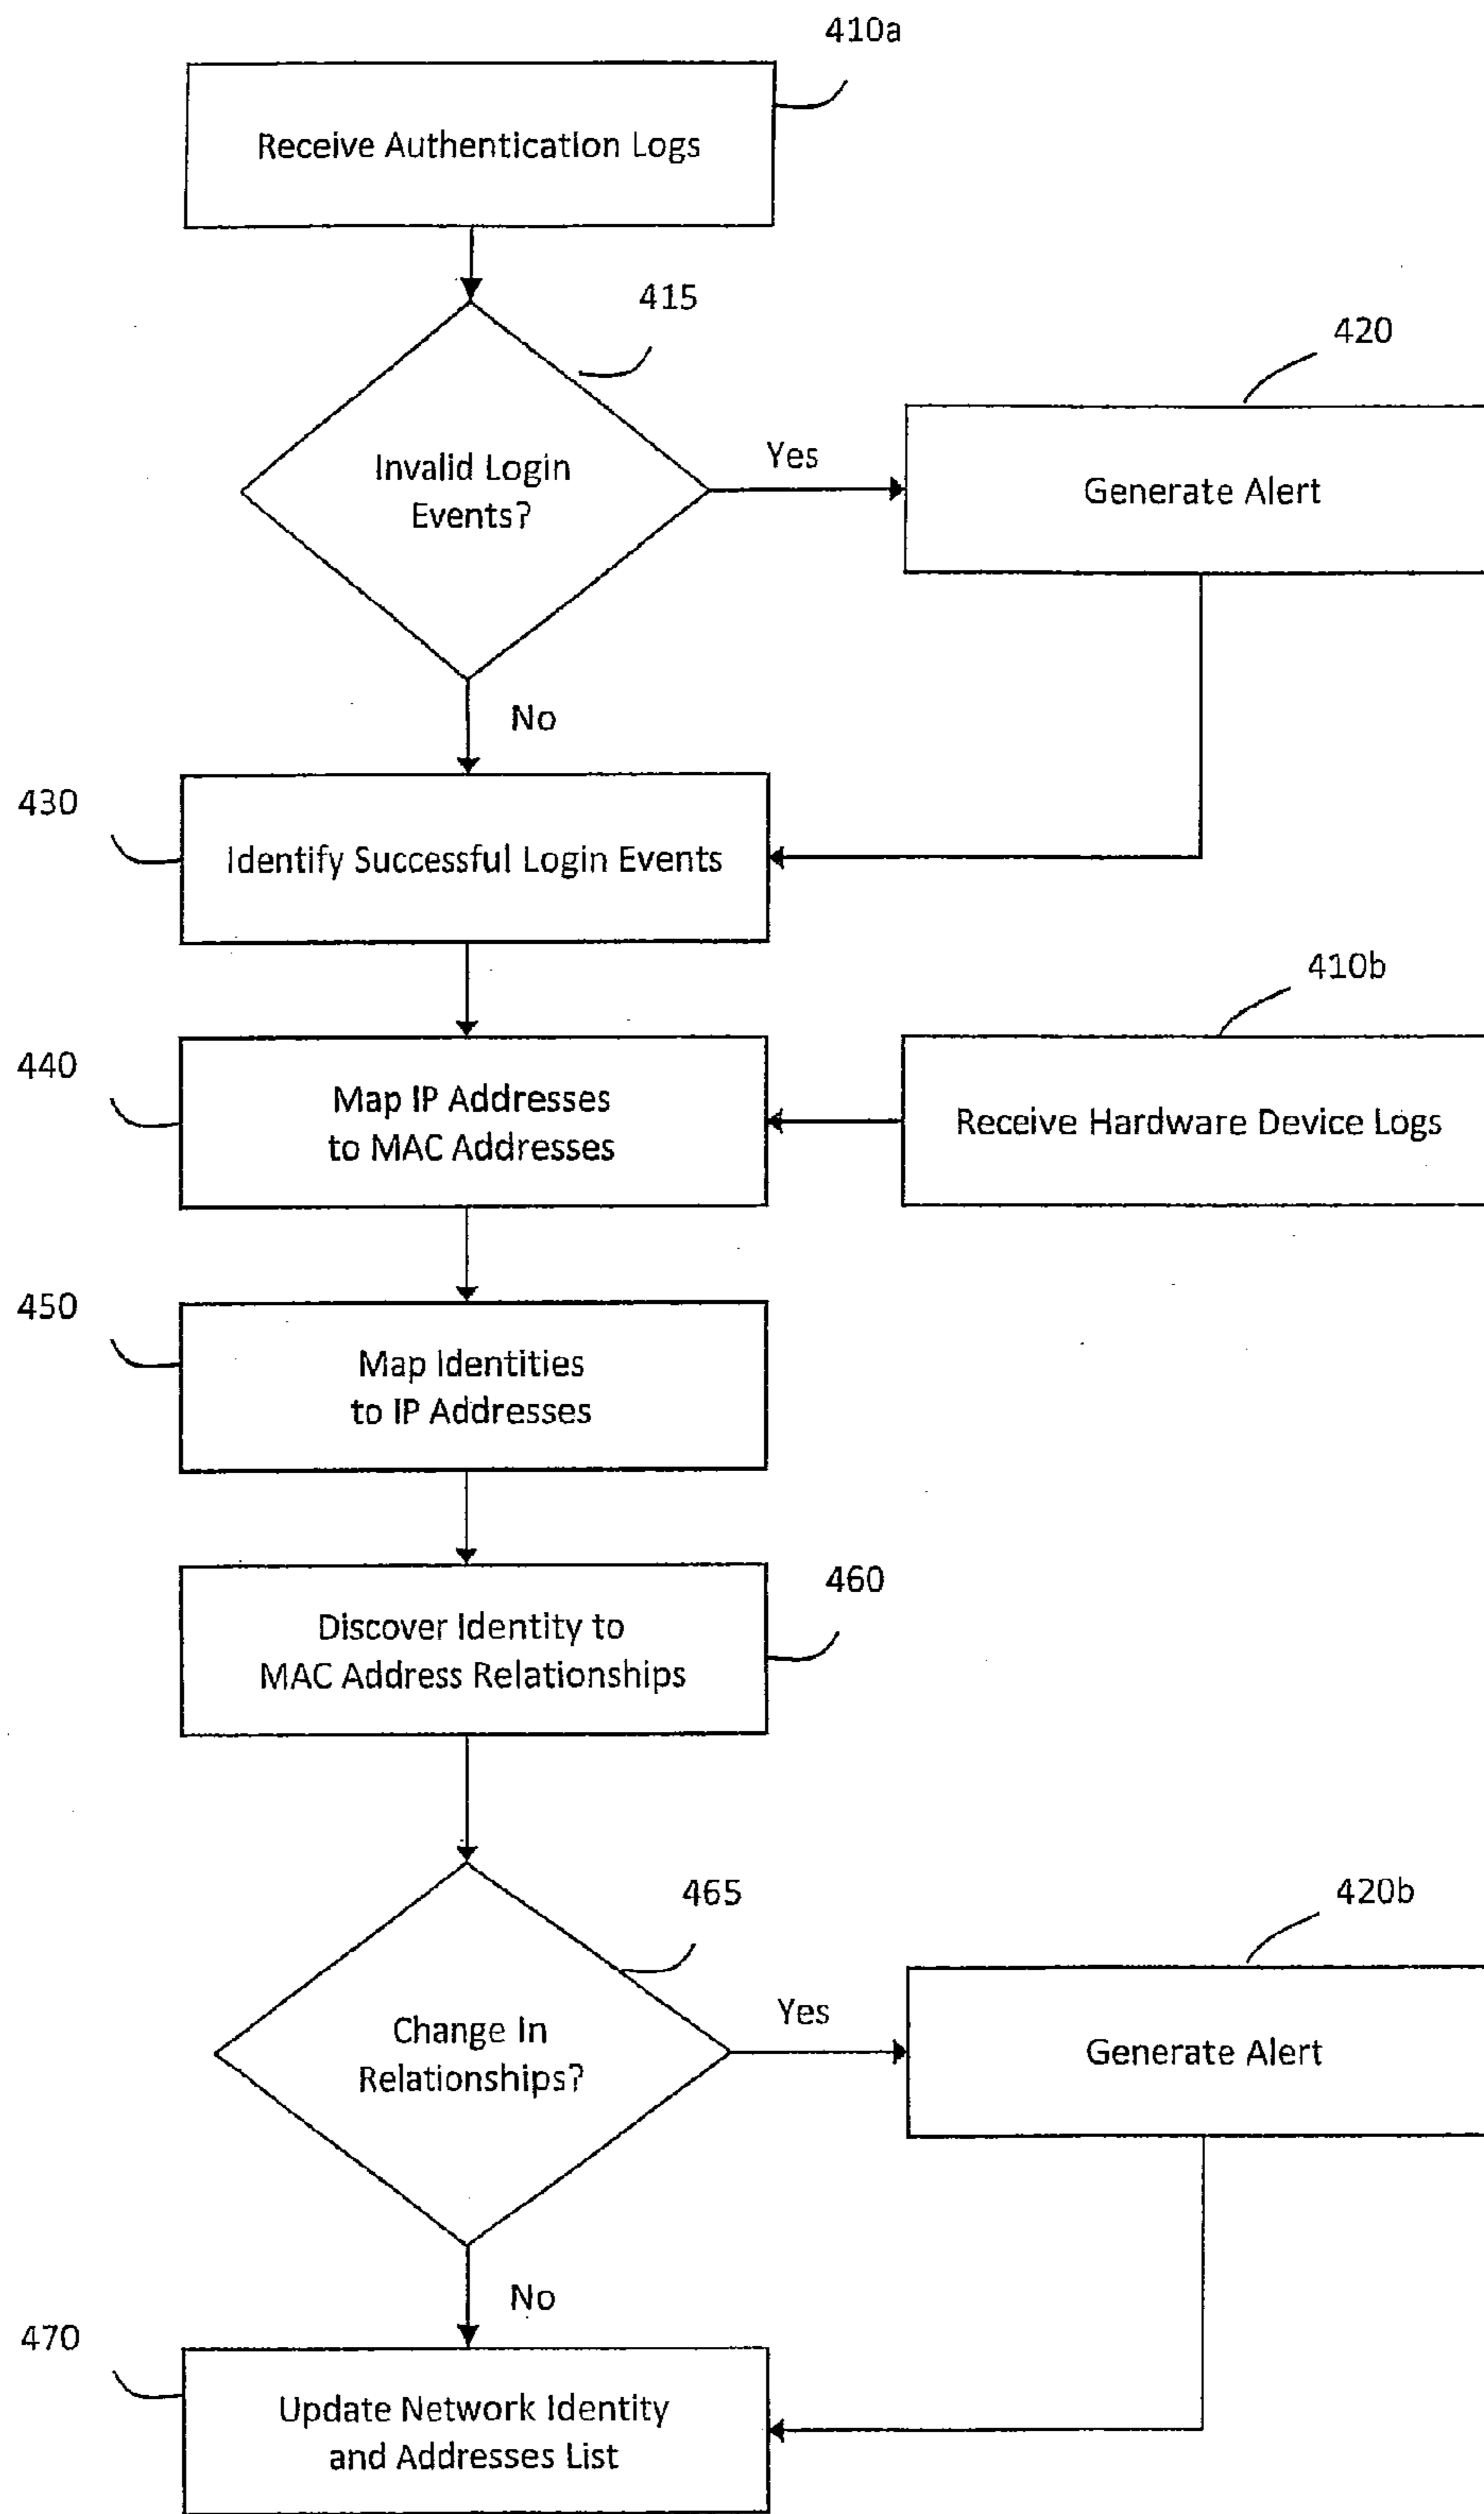 410a
Receive Authentication Logs
415
420
Invalid Login
Events?
Yes
Generate Alert
No
430
Identify Successful Login Events
410b
440
Map IP Addresses
to MAC Addresses
Receive Hardware Device Logs
450
Map Identities
to IP Addresses
460
Discover Identity to
MAC Address Relationships
465
420b
Change In
Relationships?
Yes
Generate Alert
No
470
Update Network Identity
and Addresses List